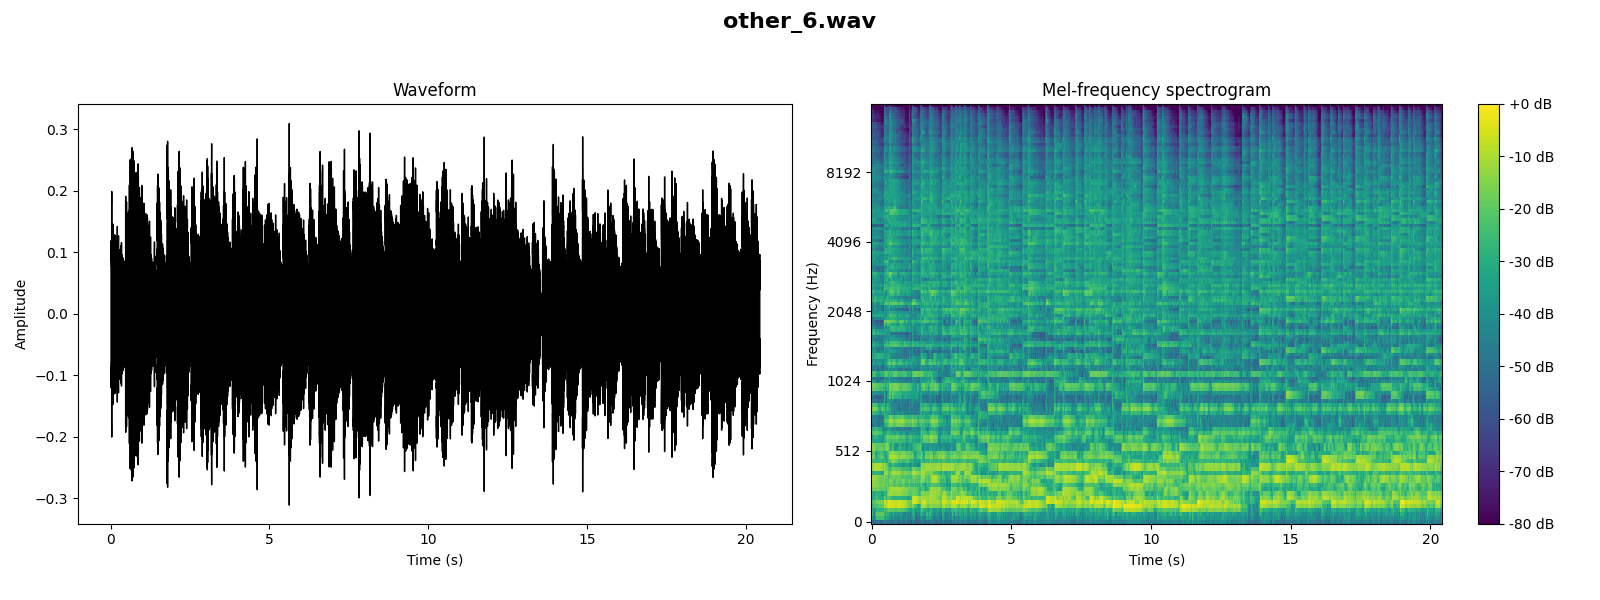 other_6.wav
Waveform
Amplitude
0.3
0.2
0.1
0.0
−0.1
−0.2
−0.3
0 5 10 15 20
Time (s)
Mel-frequency spectrogram
Frequency (Hz)
8192
4096
2048
1024
512
0
0 5 10 15 20
Time (s)
+0 dB
-10 dB
-20 dB
-30 dB
-40 dB
-50 dB
-60 dB
-70 dB
-80 dB